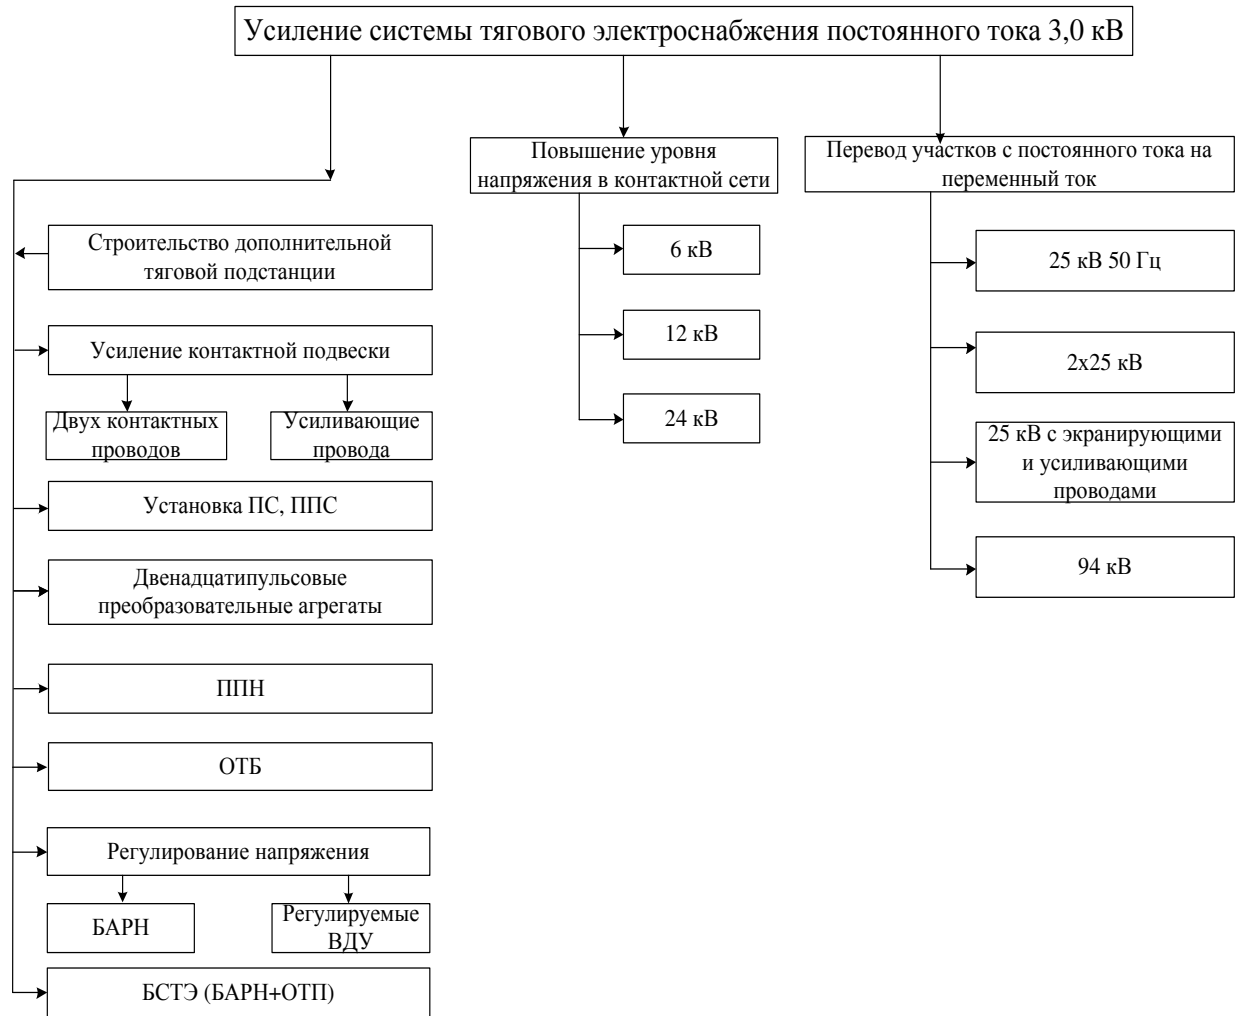 Усиление системы тягового электроснабжения постоянного тока 3,0 кВ
Строительство дополнительной
тяговой подстанции
Усиление контактной подвески
Двух контактных
проводов
Усиливающие
провода
Установка ПС, ППС
Двенадцатипульсовые
преобразовательные агрегаты
ППН
ОТБ
Регулирование напряжения
БАРН
Регулируемые
ВДУ
БСТЭ (БАРН+ОТП)
Повышение уровня
напряжения в контактной сети
6 кВ
12 кВ
24 кВ
Перевод участков с постоянного тока на
переменный ток
25 кВ 50 Гц
2х25 кВ
25 кВ с экранирующими
и усиливающими
проводами
94 кВ